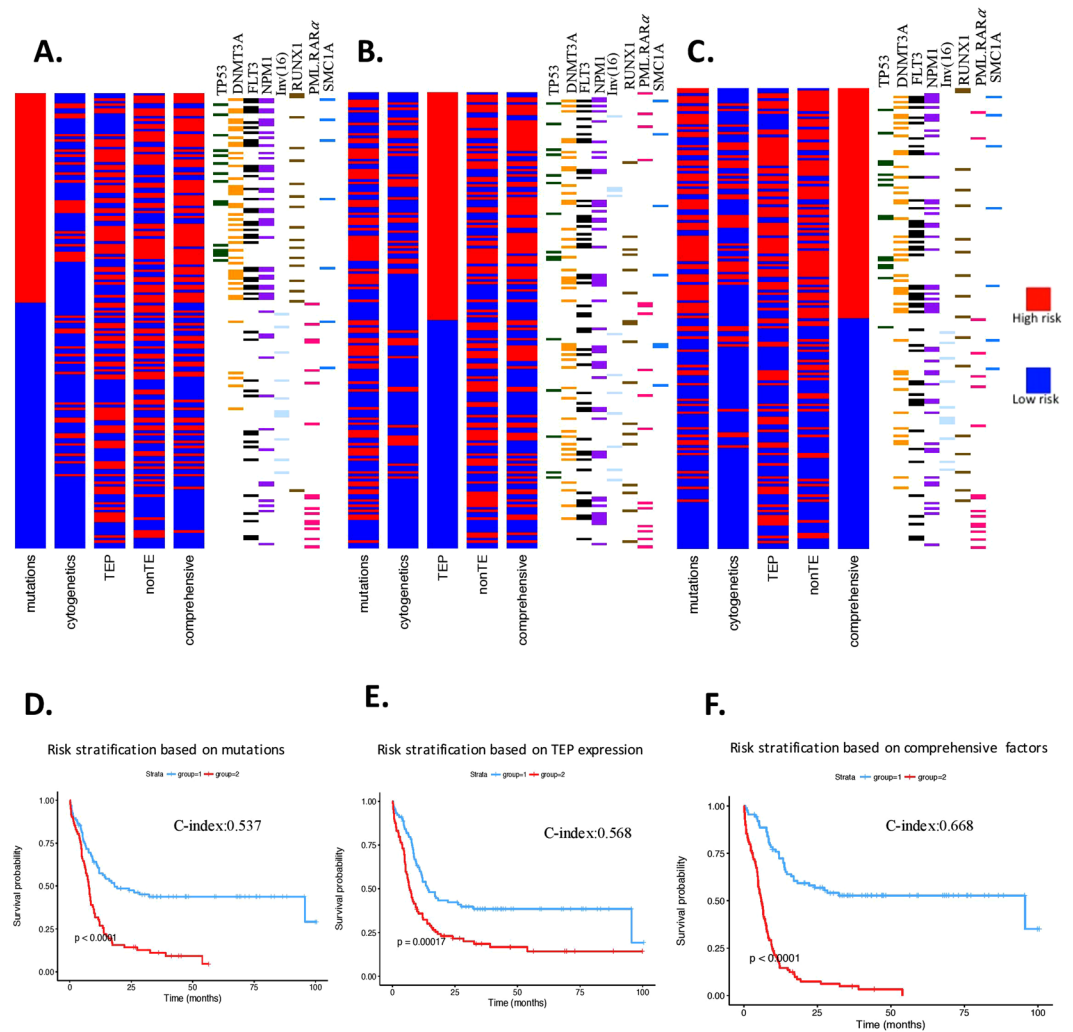 A.
TP53
DNMT3A
FLT3
NPM1
Inv(16)
RUNX1
PML.RARα
SMC1A
mutations
cytogenetics
TEP
nonTE
comprehensive
B.
TP53
DNMT3A
FLT3
NPM1
Inv(16)
RUNX1
PML.RARα
SMC1A
mutations
cytogenetics
TEP
nonTE
comprehensive
C.
TP53
DNMT3A
FLT3
NPM1
Inv(16)
RUNX1
PML.RARα
SMC1A
mutations
cytogenetics
TEP
nonTE
comprehensive
High risk
Low risk
D.
Risk stratification based on mutations
Strata group=1 group=2
C-index:0.537
Survival probability
1.00
0.75
0.50
0.25
0.00
p < 0.0001
0 25 50 75 100
Time (months)
E.
Risk stratification based on TEP expression
Strata group=1 group=2
C-index:0.568
Survival probability
1.00
0.75
0.50
0.25
0.00
p = 0.00017
0 25 50 75 100
Time (months)
F.
Risk stratification based on comprehensive factors
Strata group=1 group=2
C-index:0.668
Survival probability
1.00
0.75
0.50
0.25
0.00
p < 0.0001
0 25 50 75 100
Time (months)